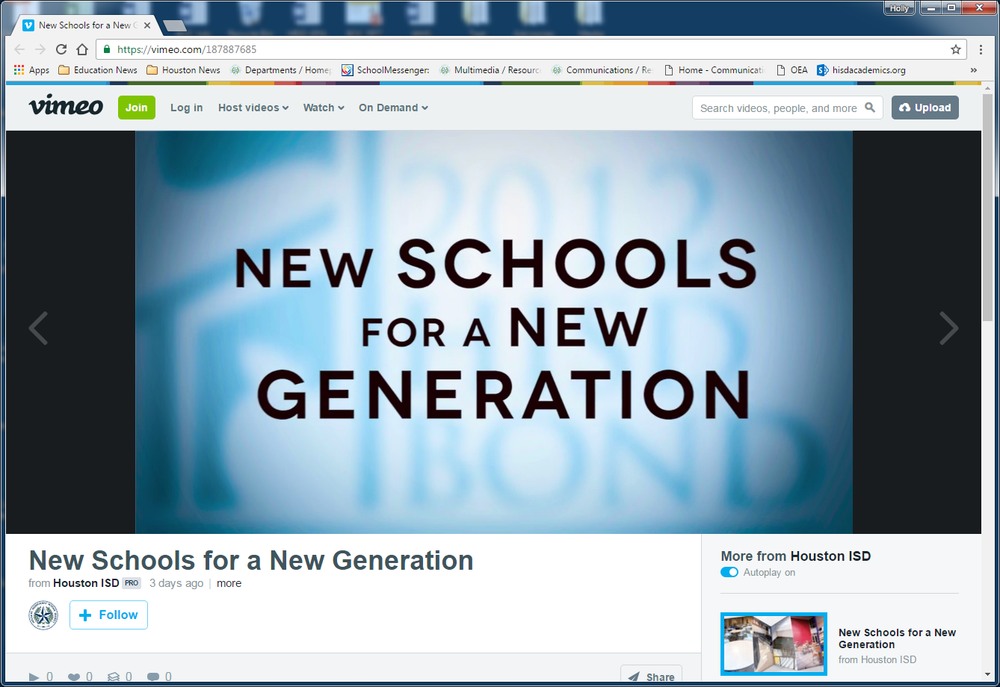 Holly
New Schools for a New G
https://vimeo.com/187887685
Apps Education News Houston News Departments / Home SchoolMessenger: Multimedia / Resourc Communications / Re Home - Communicati OEA hisdacademics.org »
vimeo Join Log in Host videos Watch On Demand Search videos, people, and more Upload
2012
HISD
BOND
NEW SCHOOLS
FOR A NEW
GENERATION
New Schools for a New Generation
from Houston ISD PRO 3 days ago | more
Follow
0 0 0 0 Share
More from Houston ISD
Autoplay on
New Schools for a New
Generation
from Houston ISD